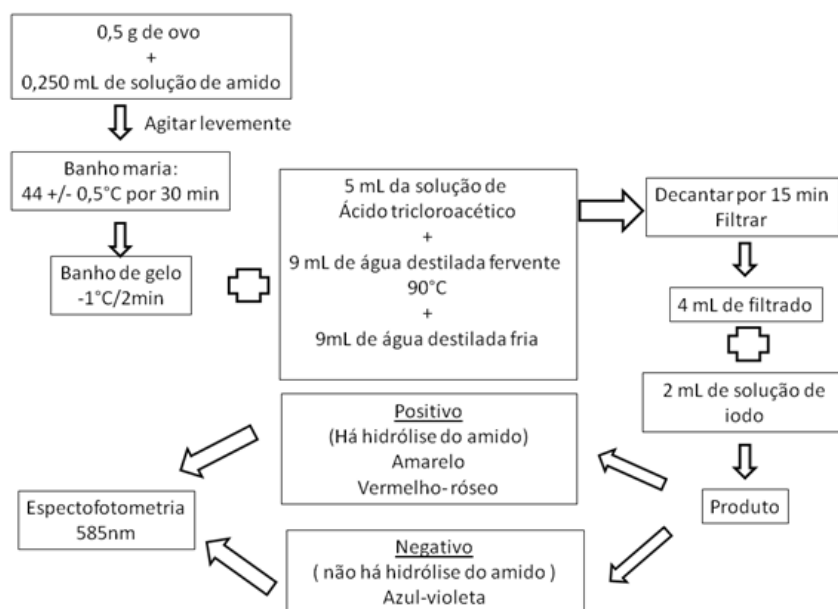 0,5 g de ovo
+
0,250 mL de solução de amido
Agitar levemente
Banho maria:
44 +/- 0,5°C por 30 min
Banho de gelo
-1°C/2min
5 mL da solução de
Ácido tricloroacético
+
9 mL de água destilada fervente
90°C
+
9mL de água destilada fria
Decantar por 15 min
Filtrar
4 mL de filtrado
2 mL de solução de
iodo
Produto
Positivo
(Há hidrólise do amido)
Amarelo
Vermelho- róseo
Negativo
( não há hidrólise do amido )
Azul-violeta
Espectofotometria
585nm